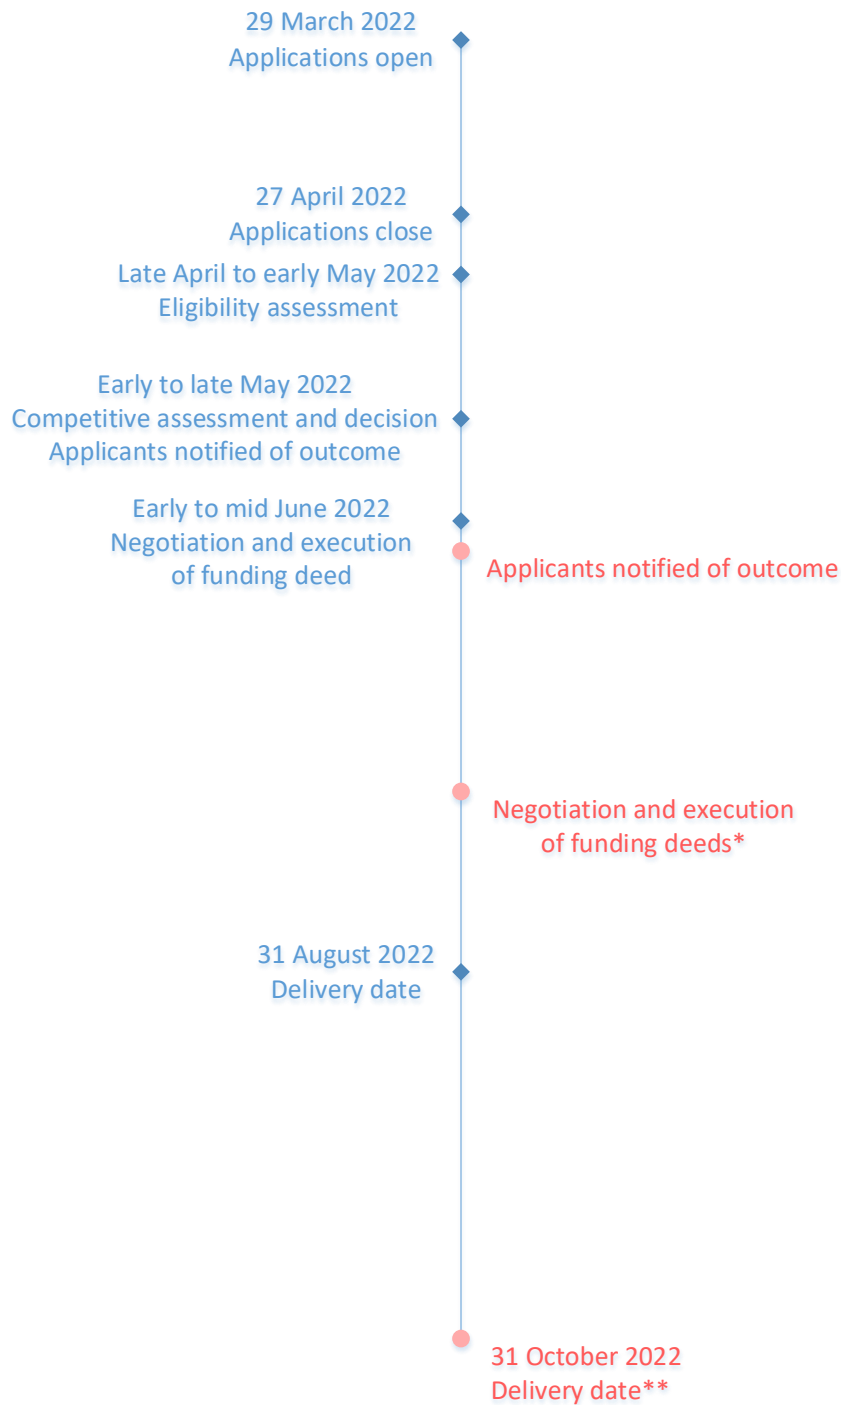 29 March 2022
Applications open
27 April 2022
Applications close
Late April to early May 2022
Eligibility assessment
Early to late May 2022
Competitive assessment and decision
Applicants notified of outcome
Early to mid June 2022
Negotiation and execution
of funding deed
Applicants notified of outcome
Negotiation and execution
of funding deeds*
31 August 2022
Delivery date
31 October 2022
Delivery date**